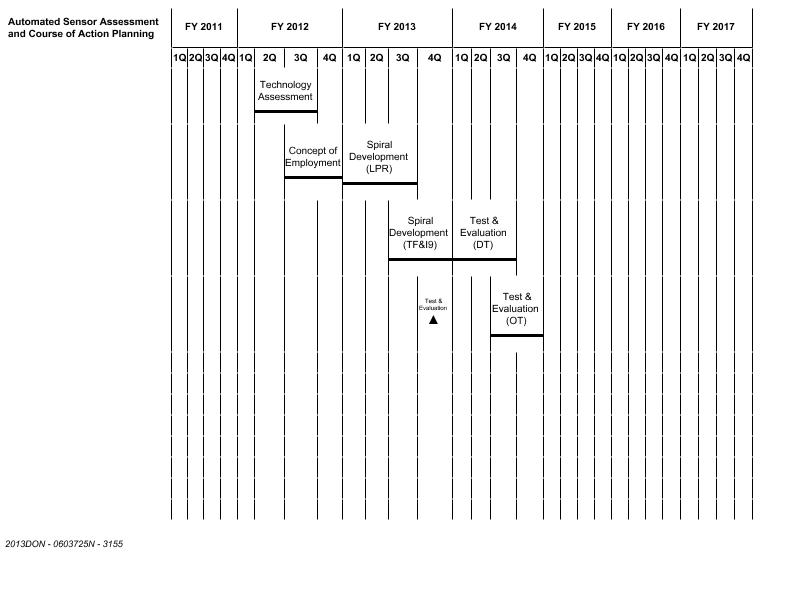 Automated Sensor Assessment
and Course of Action Planning
FY 2011 FY 2012 FY 2013 FY 2014 FY 2015 FY 2016 FY 2017
1Q 2Q 3Q 4Q 1Q 2Q 3Q 4Q 1Q 2Q 3Q 4Q 1Q 2Q 3Q 4Q 1Q 2Q 3Q 4Q 1Q 2Q 3Q 4Q 1Q 2Q 3Q 4Q
Technology
Assessment
Concept of
Employment
Spiral
Development
(LPR)
Spiral
Development
(TF&I9)
Test &
Evaluation
(DT)
Test &
Evaluation
Test &
Evaluation
(OT)
2013DON - 0603725N - 3155